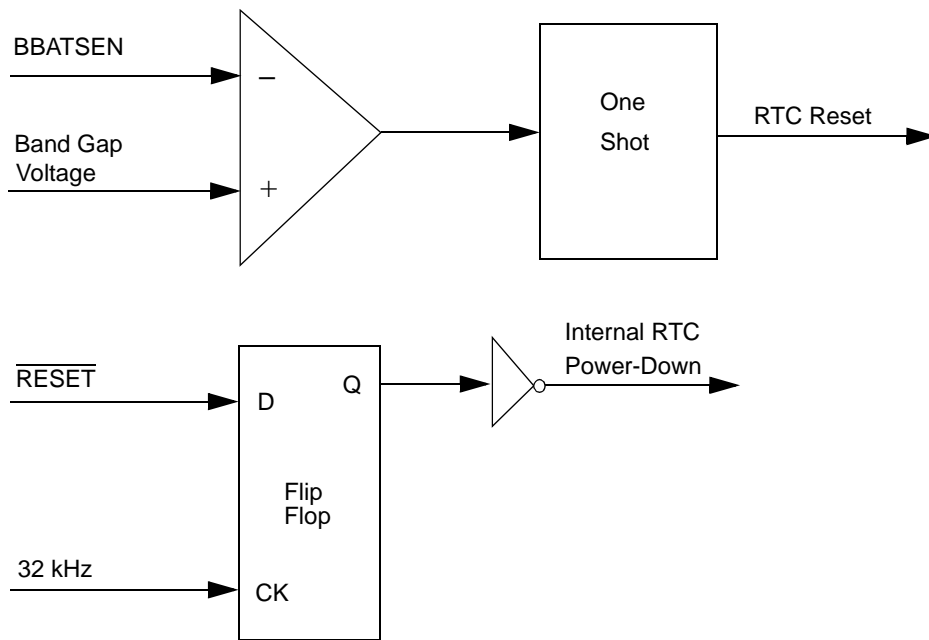 BBATSEN
−
One
Shot
RTC Reset
Band Gap
Voltage
+
Internal RTC
Power-Down
RESET
D
Q
Flip
Flop
32 kHz
CK